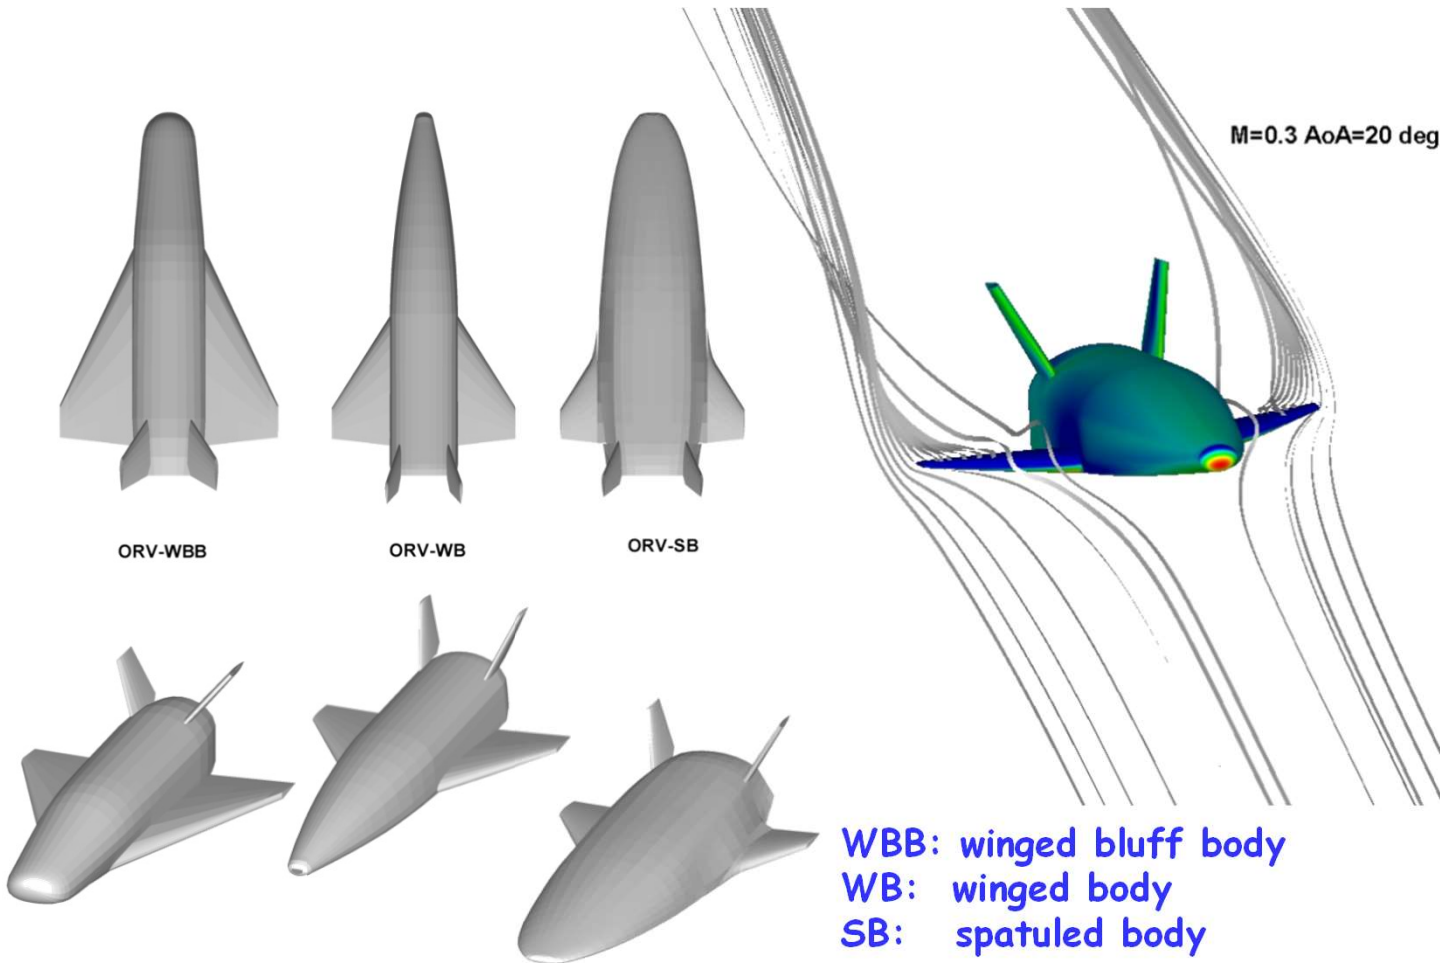 M=0.3 AoA=20 deg
ORV-WBB
ORV-WB
ORV-SB
WBB: winged bluff body
WB: winged body
SB: spatuled body